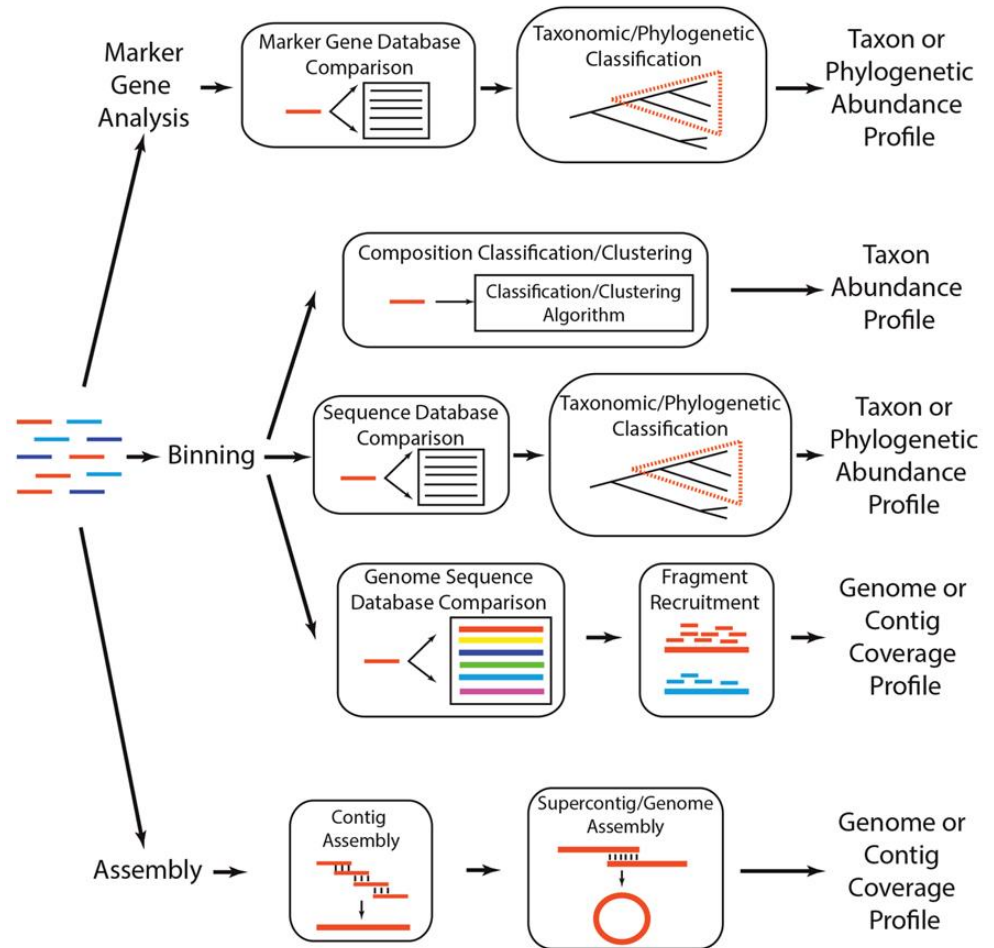 Marker
Gene
Analysis
Marker Gene Database
Comparison
Taxonomic/Phylogenetic
Classification
Taxon or
Phylogenetic
Abundance
Profile
Composition Classification/Clustering
Classification/Clustering
Algorithm
Taxon
Abundance
Profile
Binning
Sequence Database
Comparison
Taxonomic/Phylogenetic
Classification
Taxon or
Phylogenetic
Abundance
Profile
Genome Sequence
Database Comparison
Fragment
Recruitment
Genome or
Contig
Coverage
Profile
Assembly
Contig
Assembly
Supercontig/Genome
Assembly
Genome or
Contig
Coverage
Profile